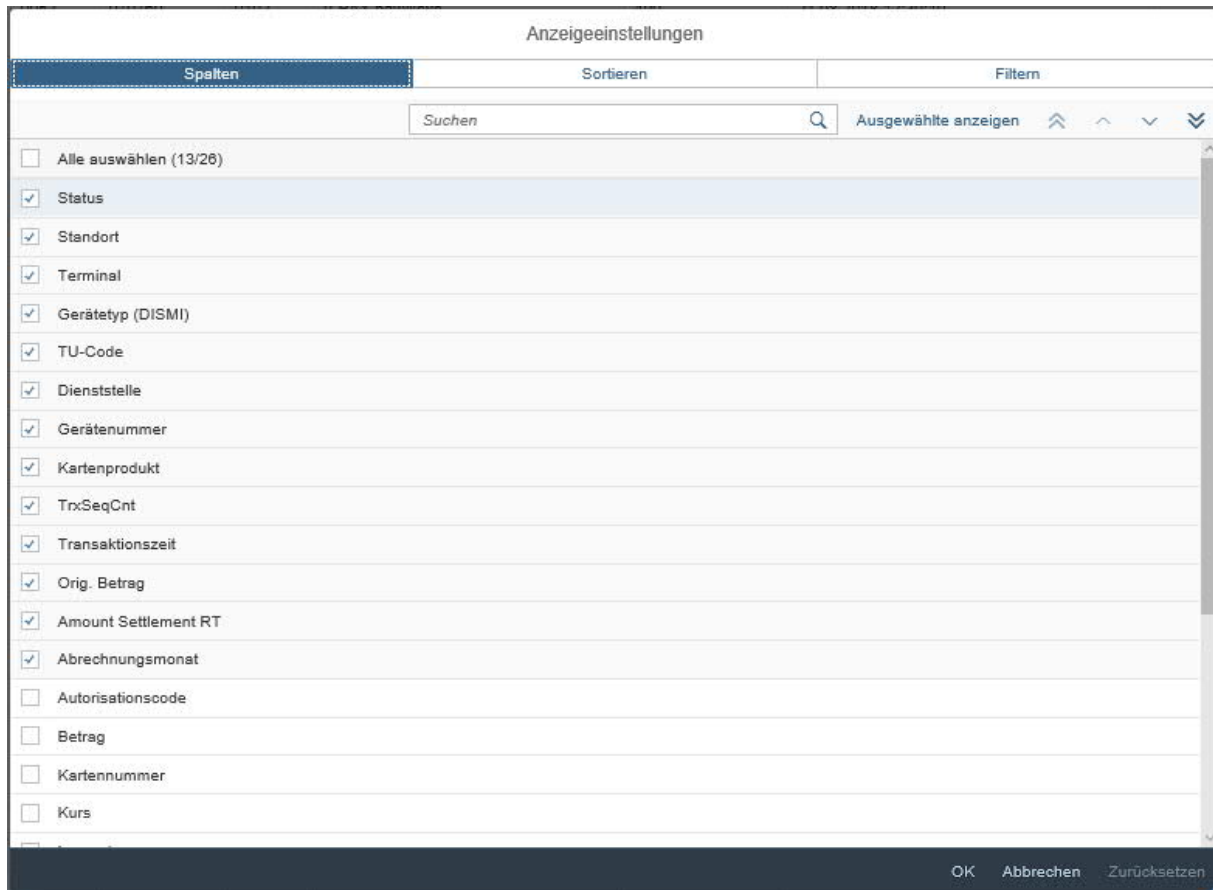 Anzeigeeinstellungen
Spalten Sortieren Filtern
Suchen Ausgewählte anzeigen
Alle auswählen (13/26)
Status
Standort
Terminal
Gerätetyp (DISMI)
TU-Code
Dienststelle
Gerätenummer
Kartenprodukt
TrxSeqCnt
Transaktionszeit
Orig. Betrag
Amount Settlement RT
Abrechnungsmonat
Autorisationscode
Betrag
Kartennummer
Kurs
OK Abbrechen Zurücksetzen